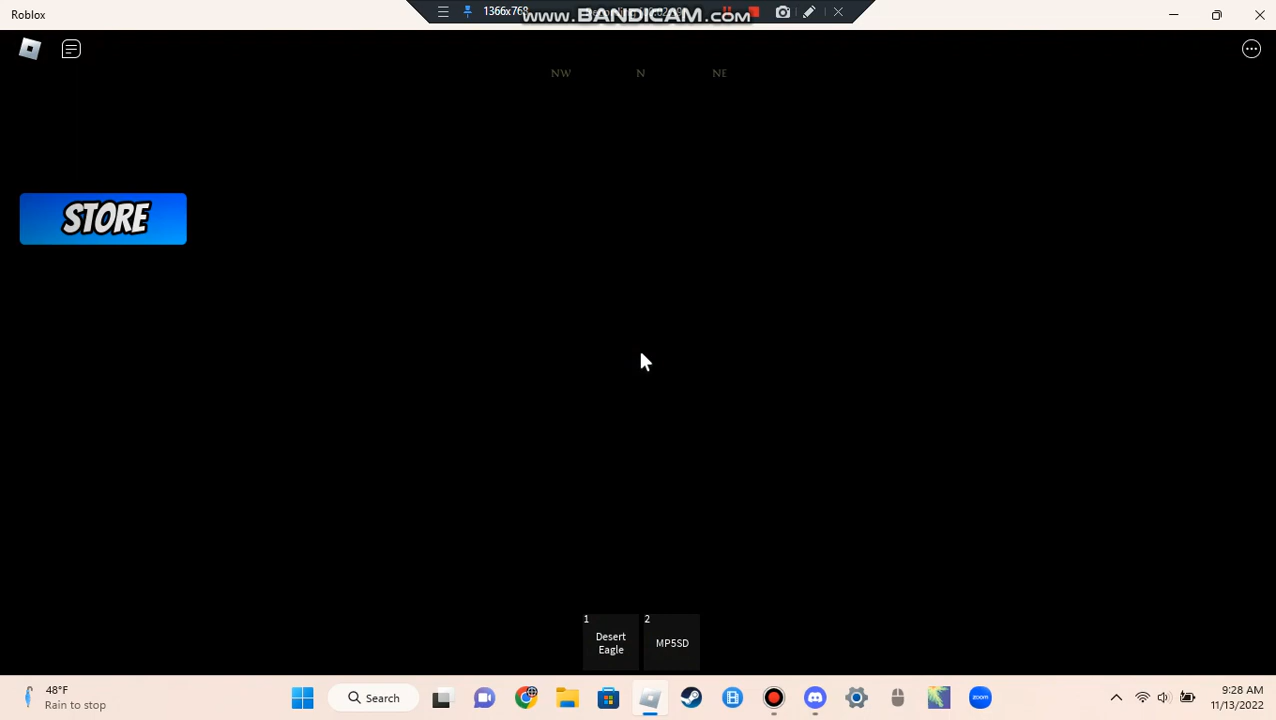 Roblox
1366x768
www.BANDICAM.com
NW N NE
STORE
1
Desert
Eagle
2
MP5SD
48°F
Rain to stop
Search
zoom
9:28 AM
11/13/2022